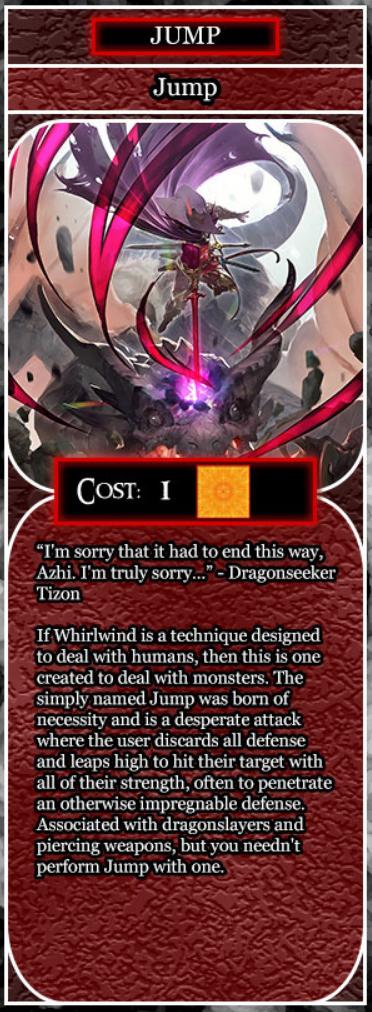 JUMP
Jump
COST: 1
“I'm sorry that it had to end this way,
Azhi. I'm truly sorry...” - Dragonseeker
Tizon
If Whirlwind is a technique designed
to deal with humans, then this is one
created to deal with monsters. The
simply named Jump was born of
necessity and is a desperate attack
where the user discards all defense
and leaps high to hit their target with
all of their strength, often to penetrate
an otherwise impregnable defense.
Associated with dragonslayers and
piercing weapons, but you needn't
perform Jump with one.